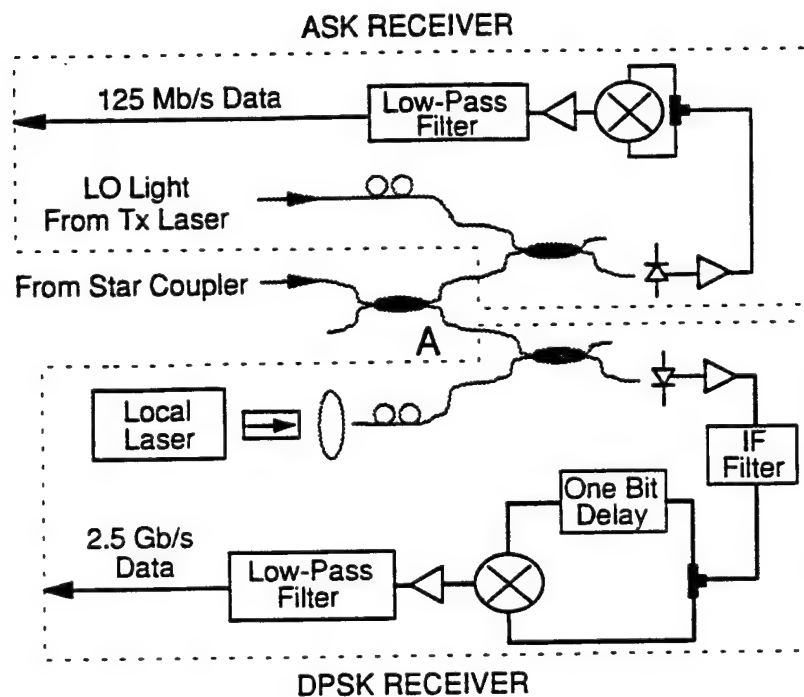 ASK RECEIVER
125 Mb/s Data
Low-Pass
Filter
LO Light
From Tx Laser
From Star Coupler
A
Local
Laser
IF
Filter
One Bit
Delay
2.5 Gb/s
Data
Low-Pass
Filter
DPSK RECEIVER